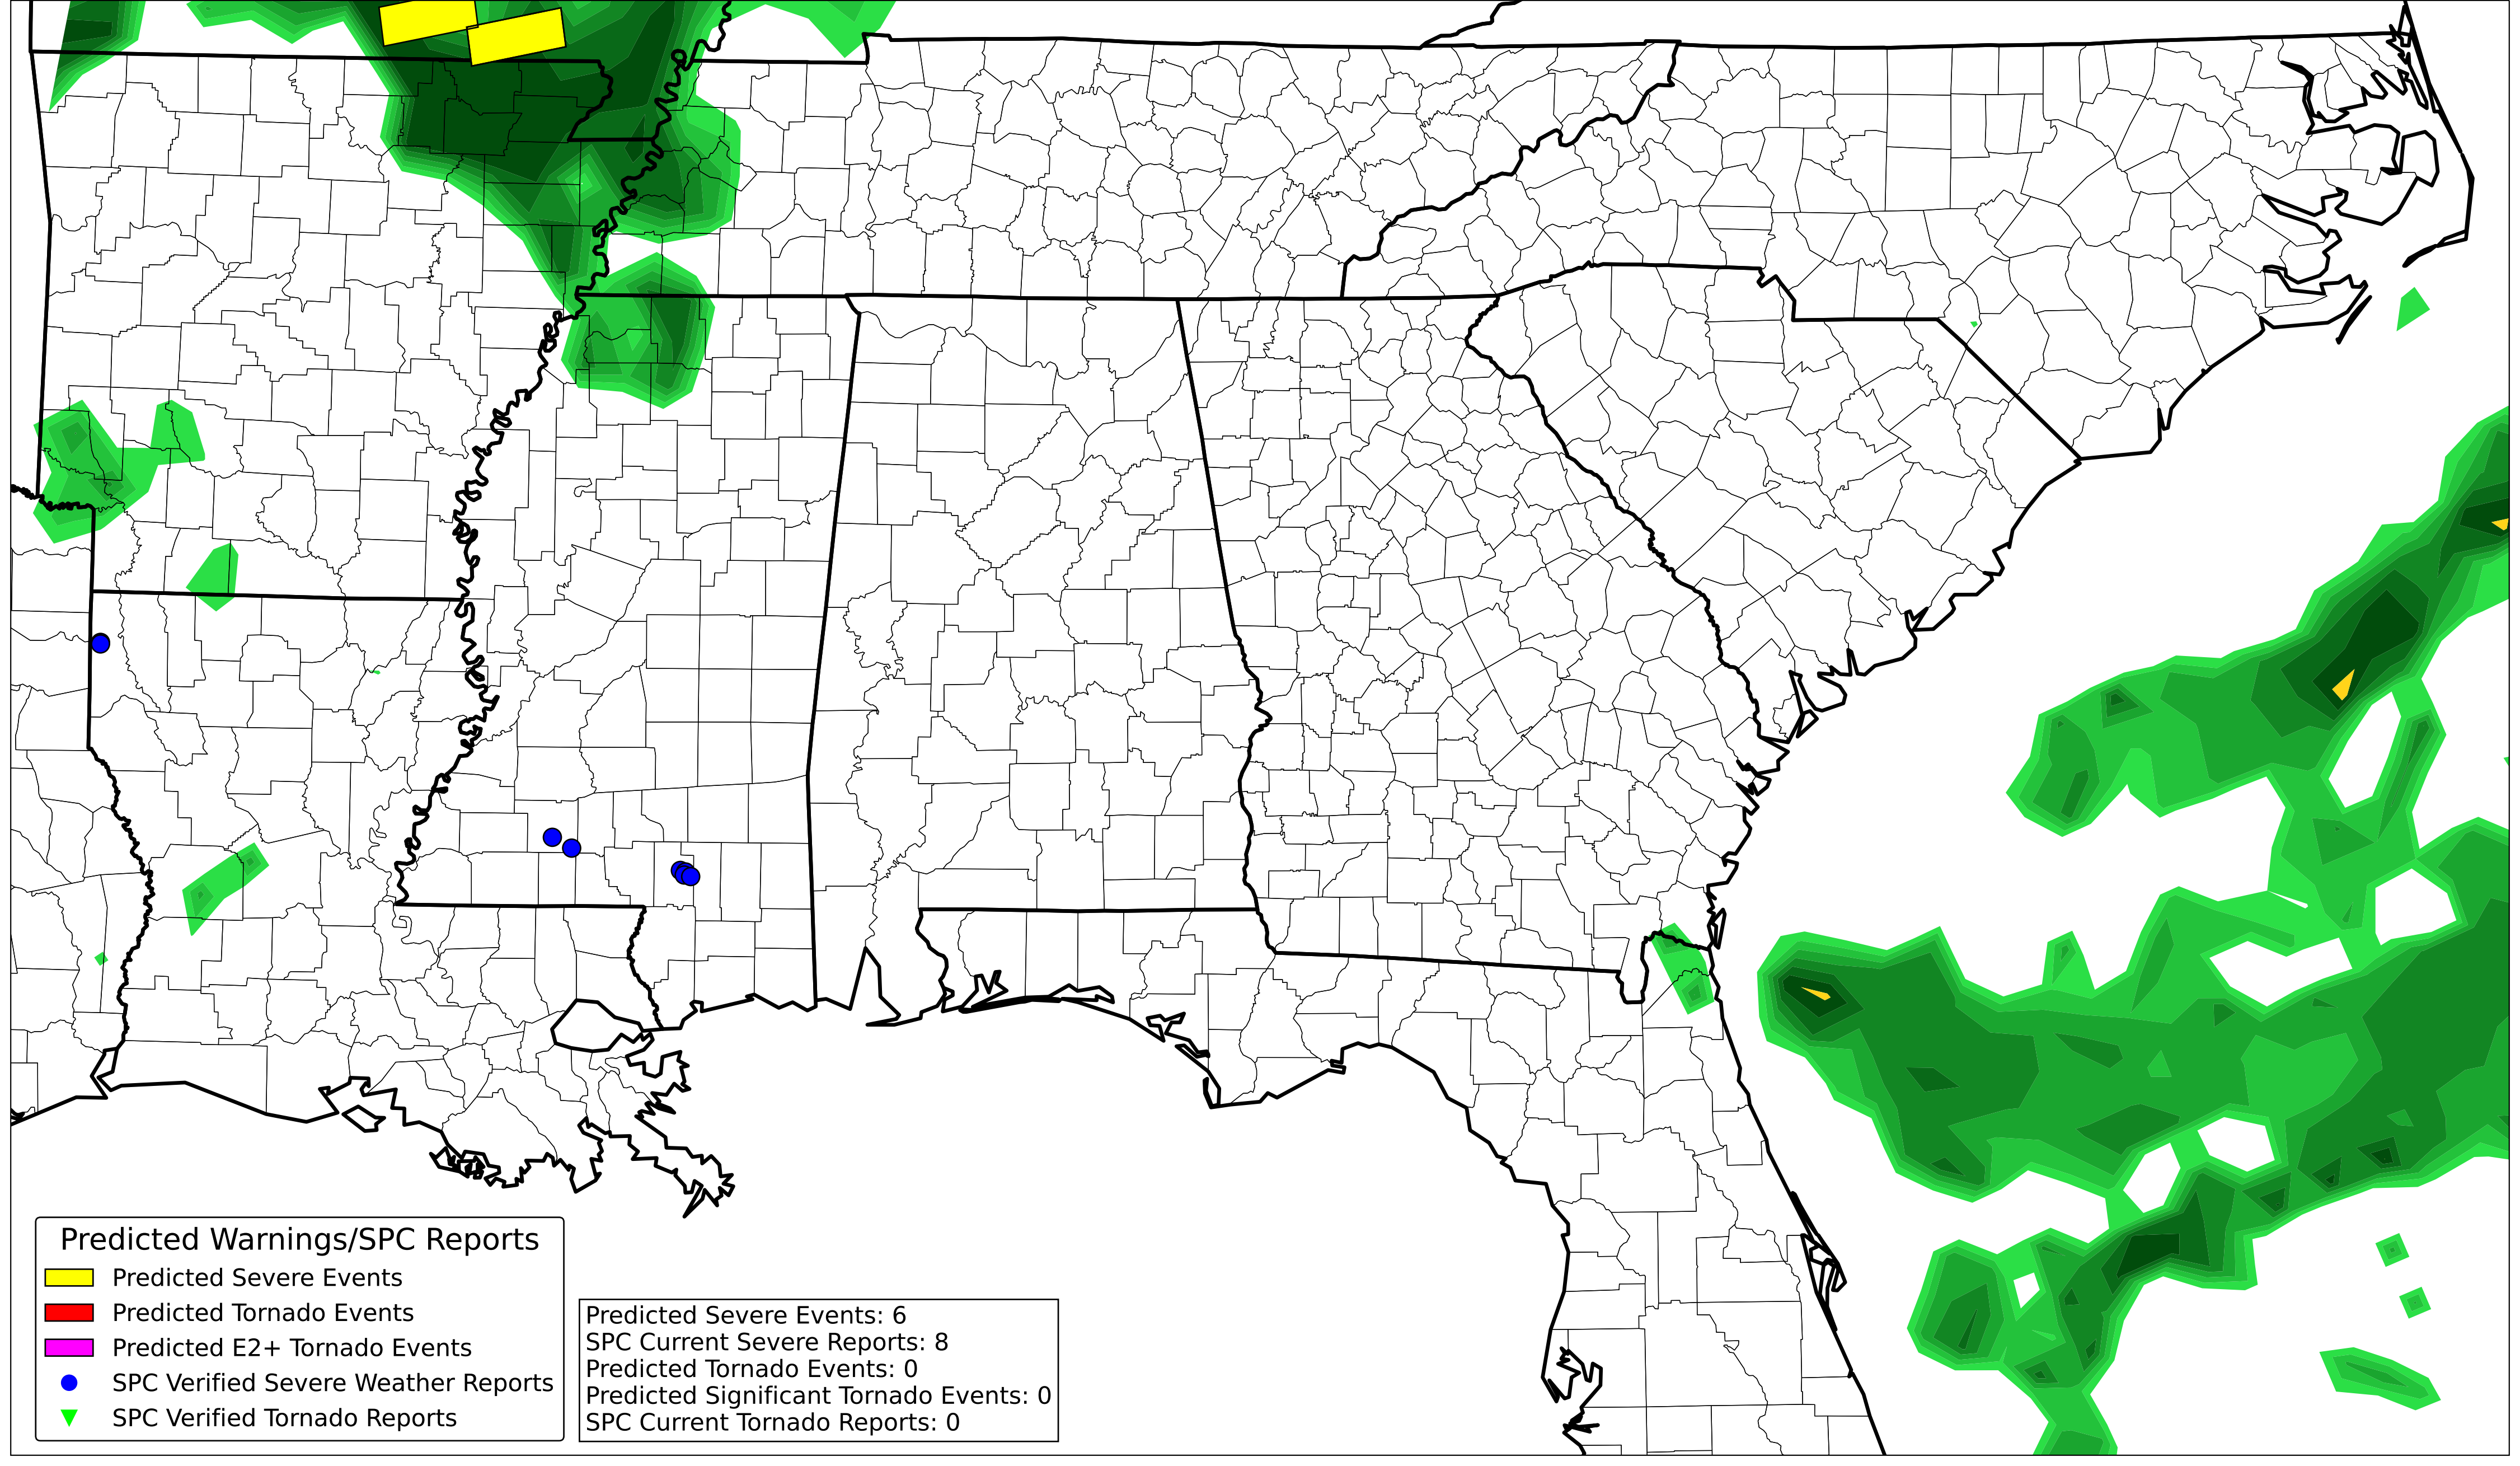 Predicted Warnings/SPC Reports
Predicted Severe Events
Predicted Tornado Events
Predicted E2+ Tornado Events
SPC Verified Severe Weather Reports
SPC Verified Tornado Reports
Predicted Severe Events: 6
SPC Current Severe Reports: 8
Predicted Tornado Events: 0
Predicted Significant Tornado Events: 0
SPC Current Tornado Reports: 0